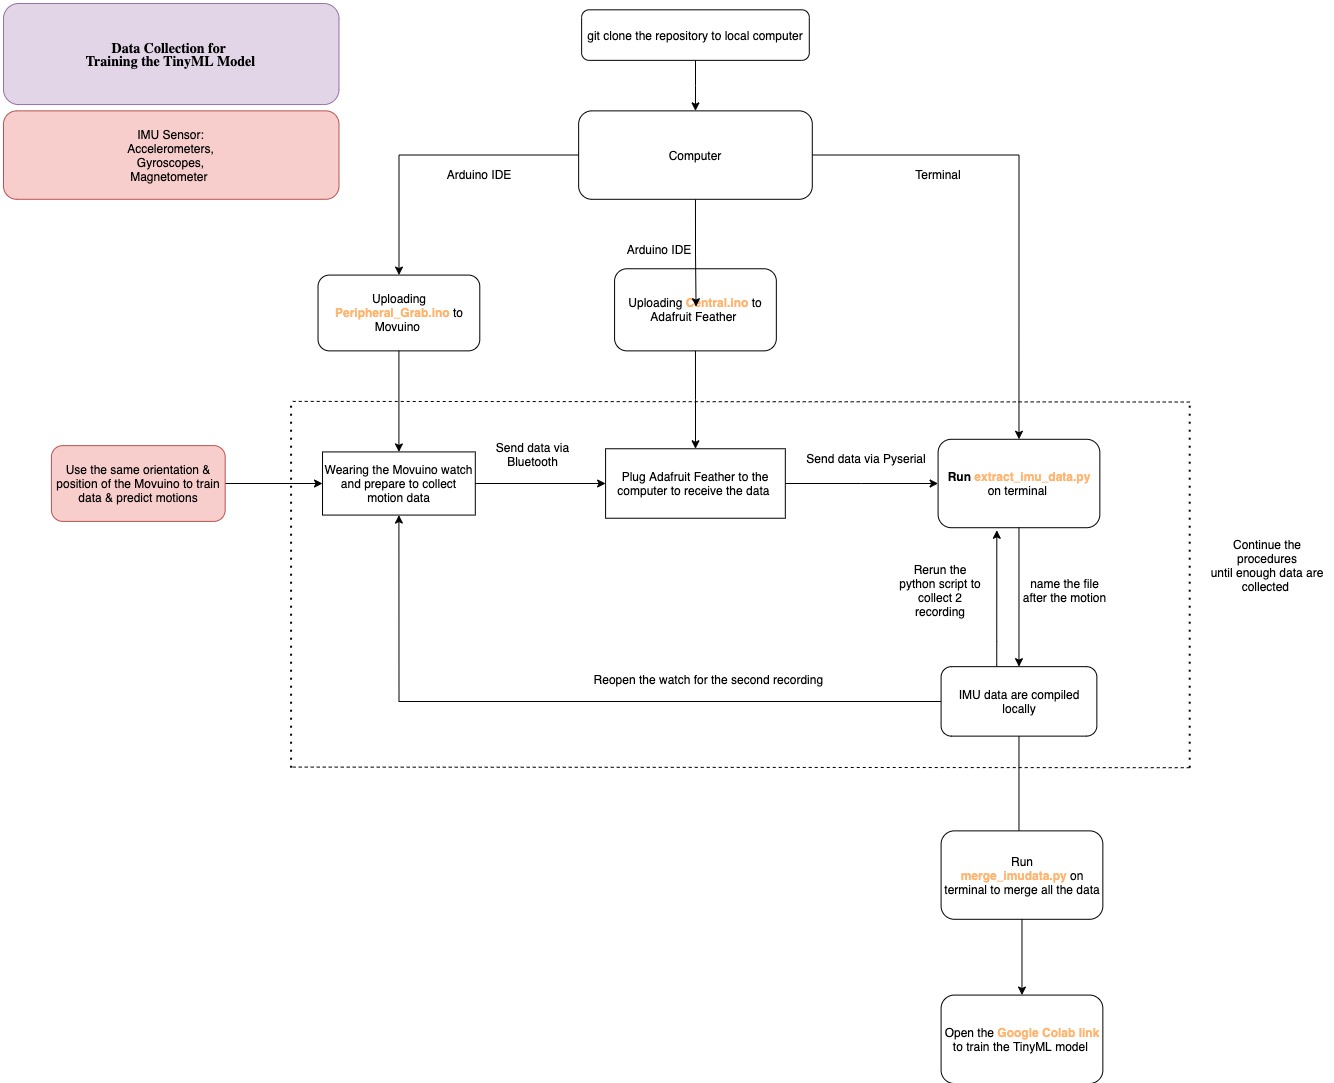 Data Collection for
Training the TinyML Model
git clone the repository to local computer
IMU Sensor:
Accelerometers,
Gyroscopes,
Magnetometer
Computer
Arduino IDE
Terminal
Arduino IDE
Uploading
Peripheral_Grab.ino to
Movuino
Uploading Central.ino to
Adafruit Feather
Use the same orientation &
position of the Movuino to train
data & predict motions
Wearing the Movuino watch
and prepare to collect
motion data
Send data via
Bluetooth
Plug Adafruit Feather to the
computer to receive the data
Send data via Pyserial
Run extract_imu_data.py
on terminal
Continue the
procedures
until enough data are
collected
Rerun the
python script to
collect 2
recording
name the file
after the motion
Reopen the watch for the second recording
IMU data are compiled
locally
Run
merge_imudata.py on
terminal to merge all the data
Open the Google Colab link
to train the TinyML model